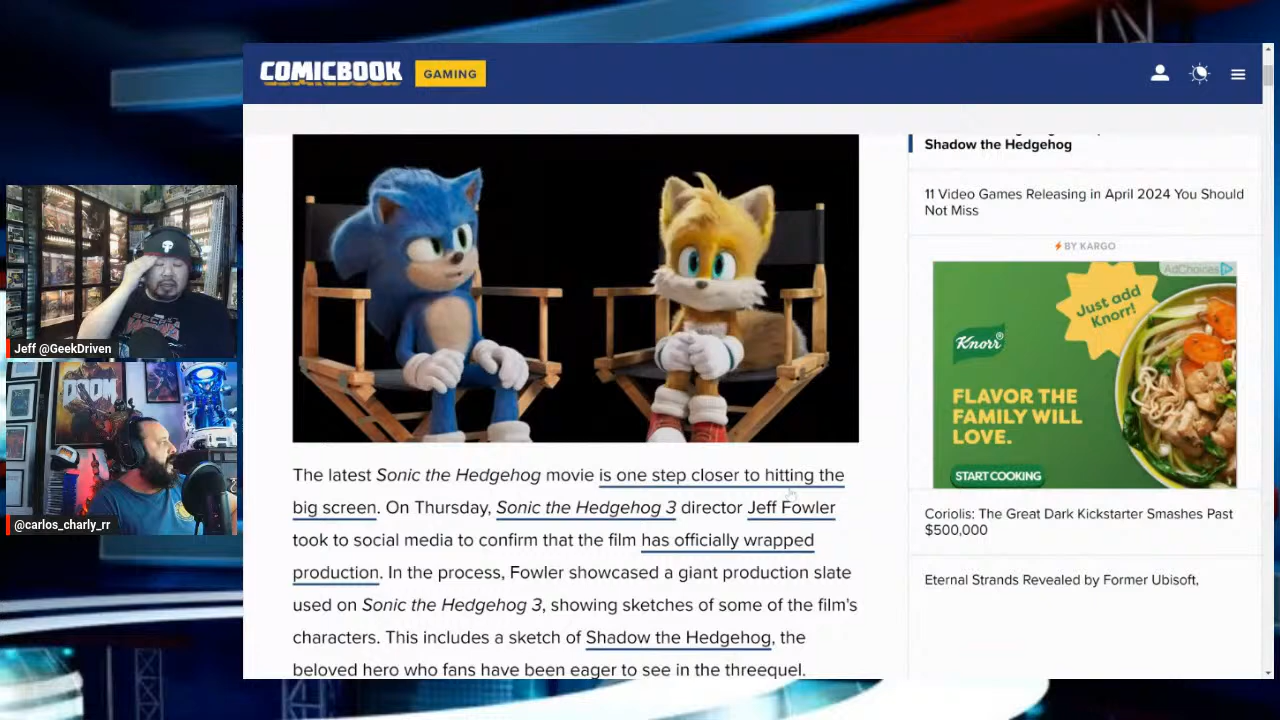 COMICBOOK
GAMING
Shadow the Hedgehog
11 Video Games Releasing in April 2024 You Should
Not Miss
BY KARGO
AdChoices
Just add
Knorr!
Knorr
FLAVOR THE
FAMILY WILL
LOVE.
START COOKING
Coriolis: The Great Dark Kickstarter Smashes Past
$500,000
Eternal Strands Revealed by Former Ubisoft,
The latest Sonic the Hedgehog movie is one step closer to hitting the
big screen. On Thursday, Sonic the Hedgehog 3 director Jeff Fowler
took to social media to confirm that the film has officially wrapped
production. In the process, Fowler showcased a giant production slate
used on Sonic the Hedgehog 3, showing sketches of some of the film's
characters. This includes a sketch of Shadow the Hedgehog, the
beloved hero who fans have been eager to see in the threequel.
Jeff @GeekDriven
DOOM
@carlos_charly_rr